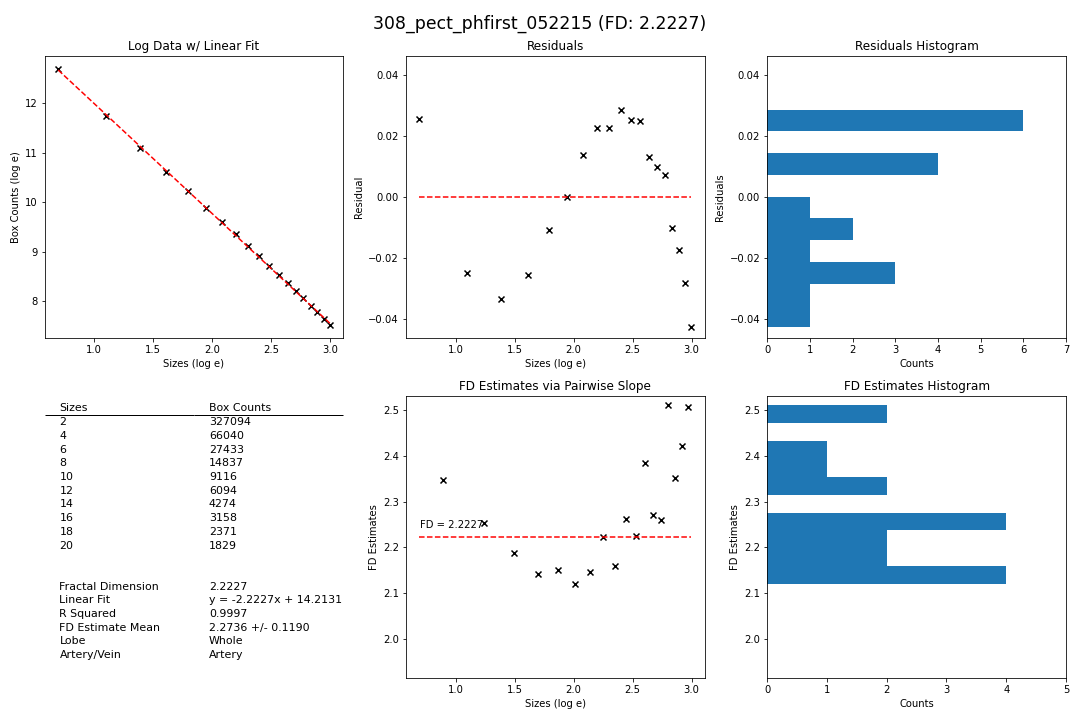 308_pect_phfirst_052215 (FD: 2.2227)
Log Data w/ Linear Fit
Box Counts (log e)
12
11
10
9
8
1.0 1.5 2.0 2.5 3.0
Sizes (log e)
Residuals
Residual
0.04
0.02
0.00
−0.02
−0.04
1.0 1.5 2.0 2.5 3.0
Sizes (log e)
Residuals Histogram
Residuals
0.04
0.02
0.00
−0.02
−0.04
0 1 2 3 4 5 6 7
Counts
Sizes Box Counts
2 327094
4 66040
6 27433
8 14837
10 9116
12 6094
14 4274
16 3158
18 2371
20 1829
Fractal Dimension 2.2227
Linear Fit y = -2.2227x + 14.2131
R Squared 0.9997
FD Estimate Mean 2.2736 +/- 0.1190
Lobe Whole
Artery/Vein Artery
FD Estimates via Pairwise Slope
FD Estimates
2.5
2.4
2.3
2.2
2.1
2.0
FD = 2.2227
1.0 1.5 2.0 2.5 3.0
Sizes (log e)
FD Estimates Histogram
FD Estimates
2.5
2.4
2.3
2.2
2.1
2.0
0 1 2 3 4 5
Counts